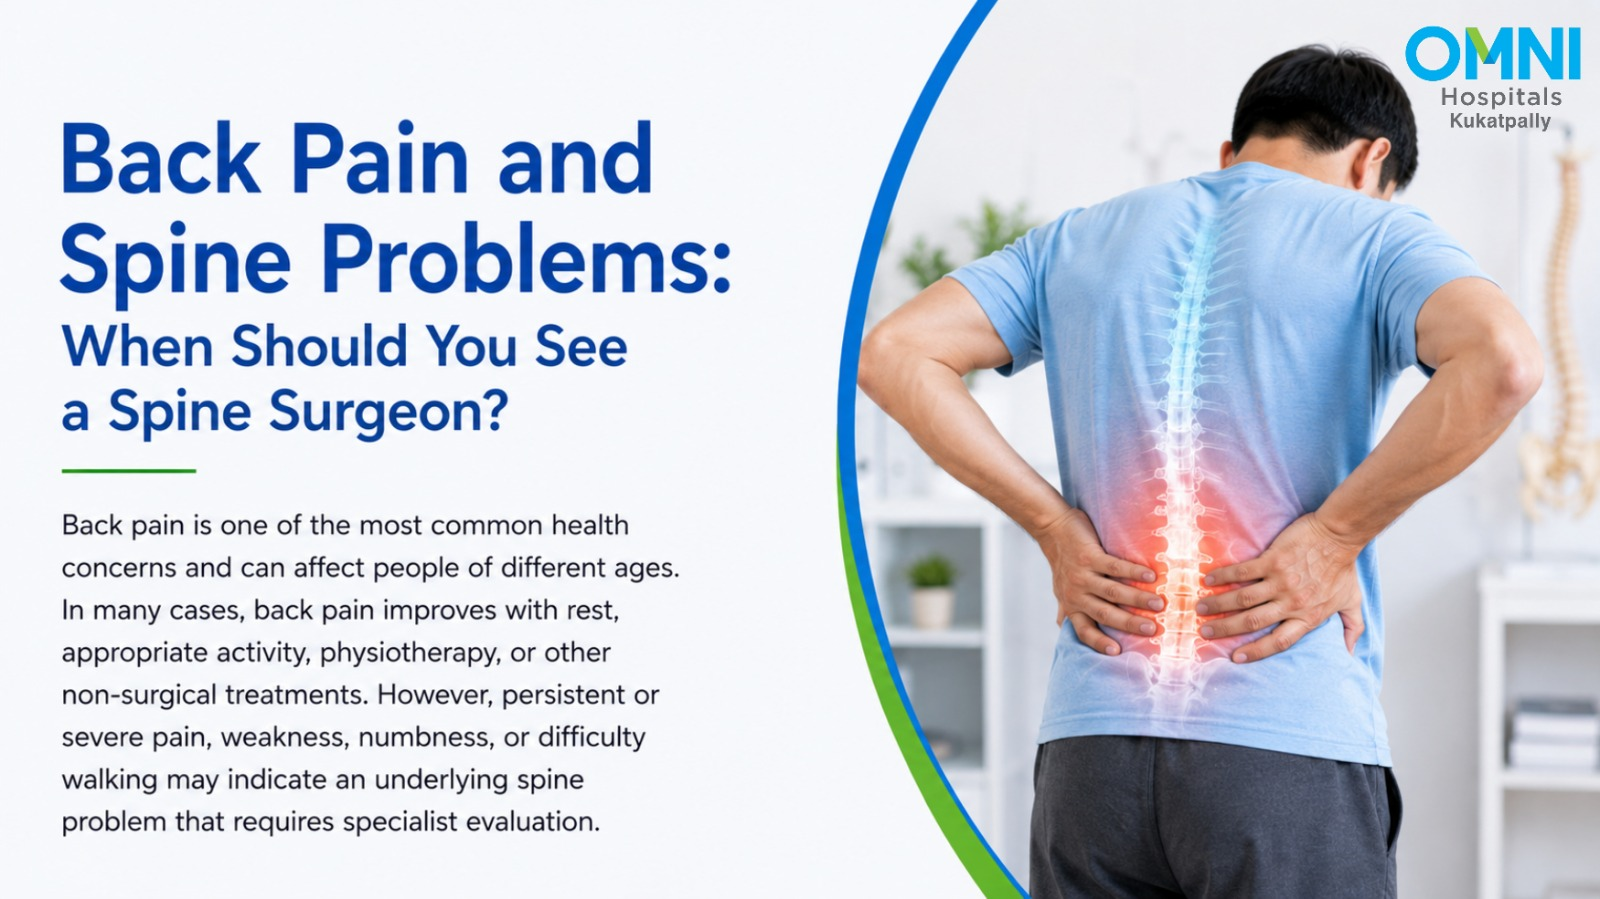 Back Pain and
Spine Problems:
When Should You See
a Spine Surgeon?
Back pain is one of the most common health
concerns and can affect people of different ages.
In many cases, back pain improves with rest,
appropriate activity, physiotherapy, or other
non-surgical treatments. However, persistent or
severe pain, weakness, numbness, or difficulty
walking may indicate an underlying spine
problem that requires specialist evaluation.
OMNI
Hospitals
Kukatpally